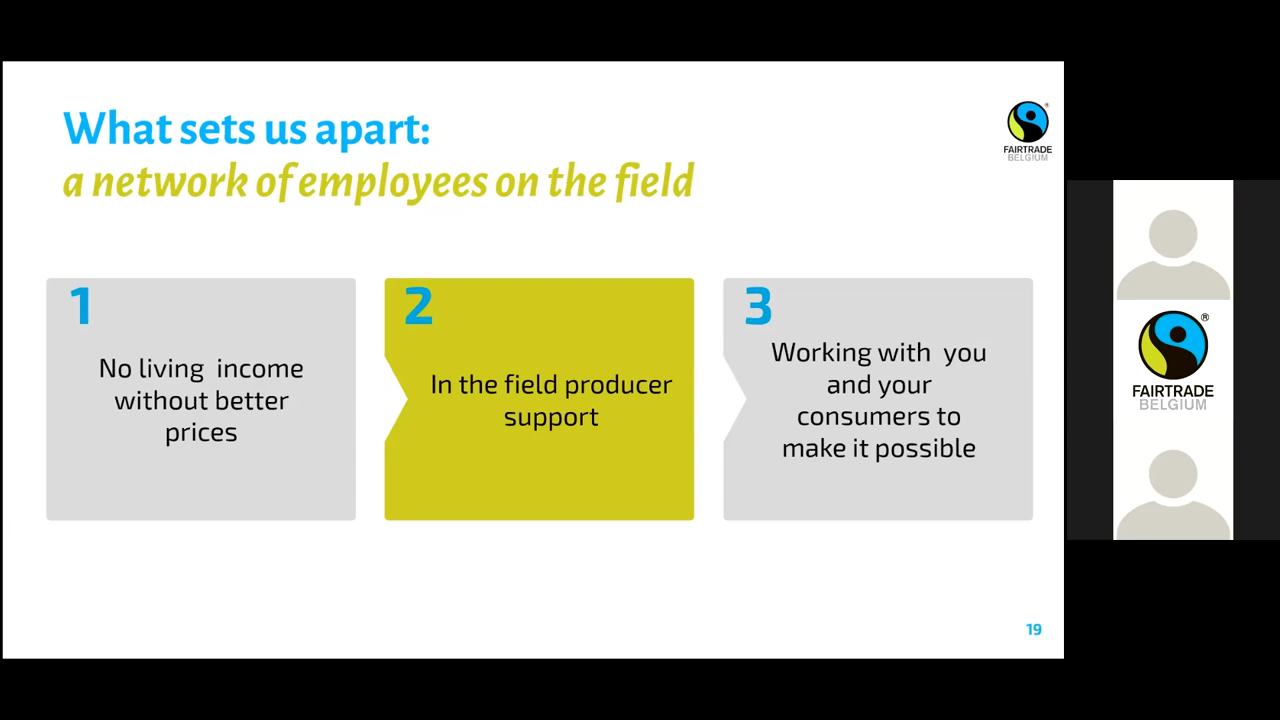 What sets us apart:
a network of employees on the field
FAIRTRADE
BELGIUM
1
No living income
without better
prices
2
In the field producer
support
3
Working with you
and your
consumers to
make it possible
19
®
FAIRTRADE
BELGIUM